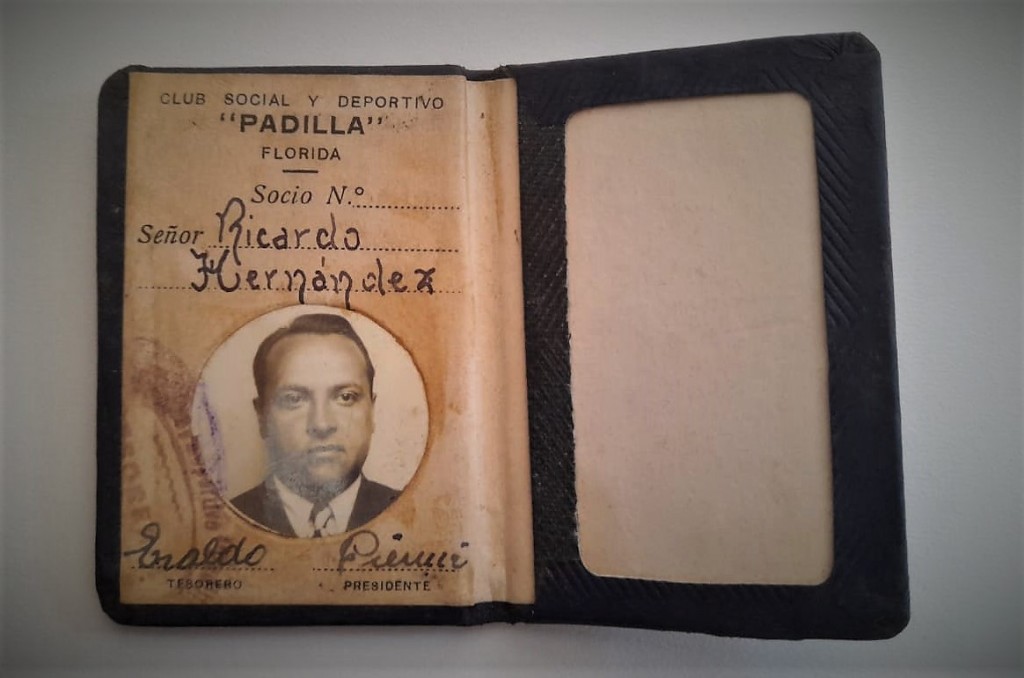 CLUB SOCIAL Y DEPORTIVO
"PADILLA"
FLORIDA
Socio N.º
Señor Ricardo
Hernández
TESORERO PRESIDENTE